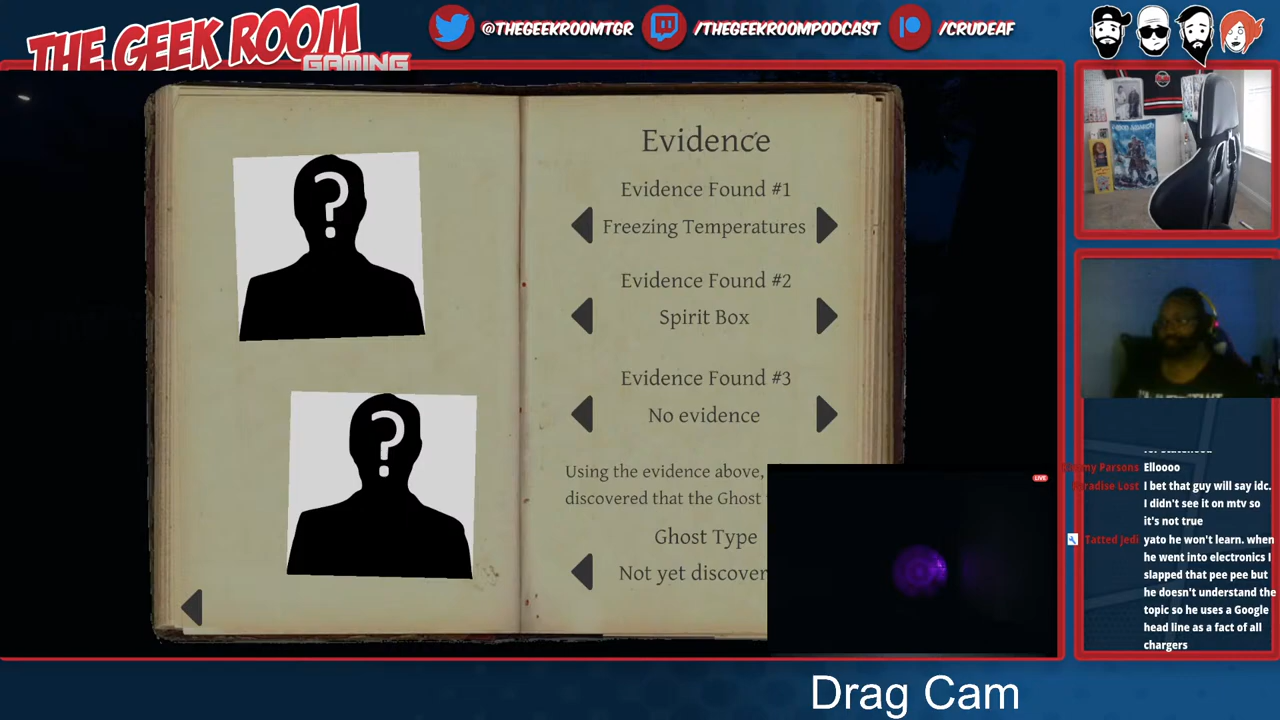 THE GEEK ROOM
GAMING
@THEGEEKROOMTGR
/THEGEEKROOMPODCAST
/CRUDEAF
Evidence
Evidence Found #1
Freezing Temperatures
Evidence Found #2
Spirit Box
Evidence Found #3
No evidence
Using the evidence above,
discovered that the Ghost
Ghost Type
Not yet discover
LIVE
Parsons Elloooo
Lost I bet that guy will say idc.
I didn't see it on mtv so
it's not true
Tatted Jedi yato he won't learn. when
he went into electronics I
slapped that pee pee but
he doesn't understand the
topic so he uses a Google
head line as a fact of all
chargers
Drag Cam